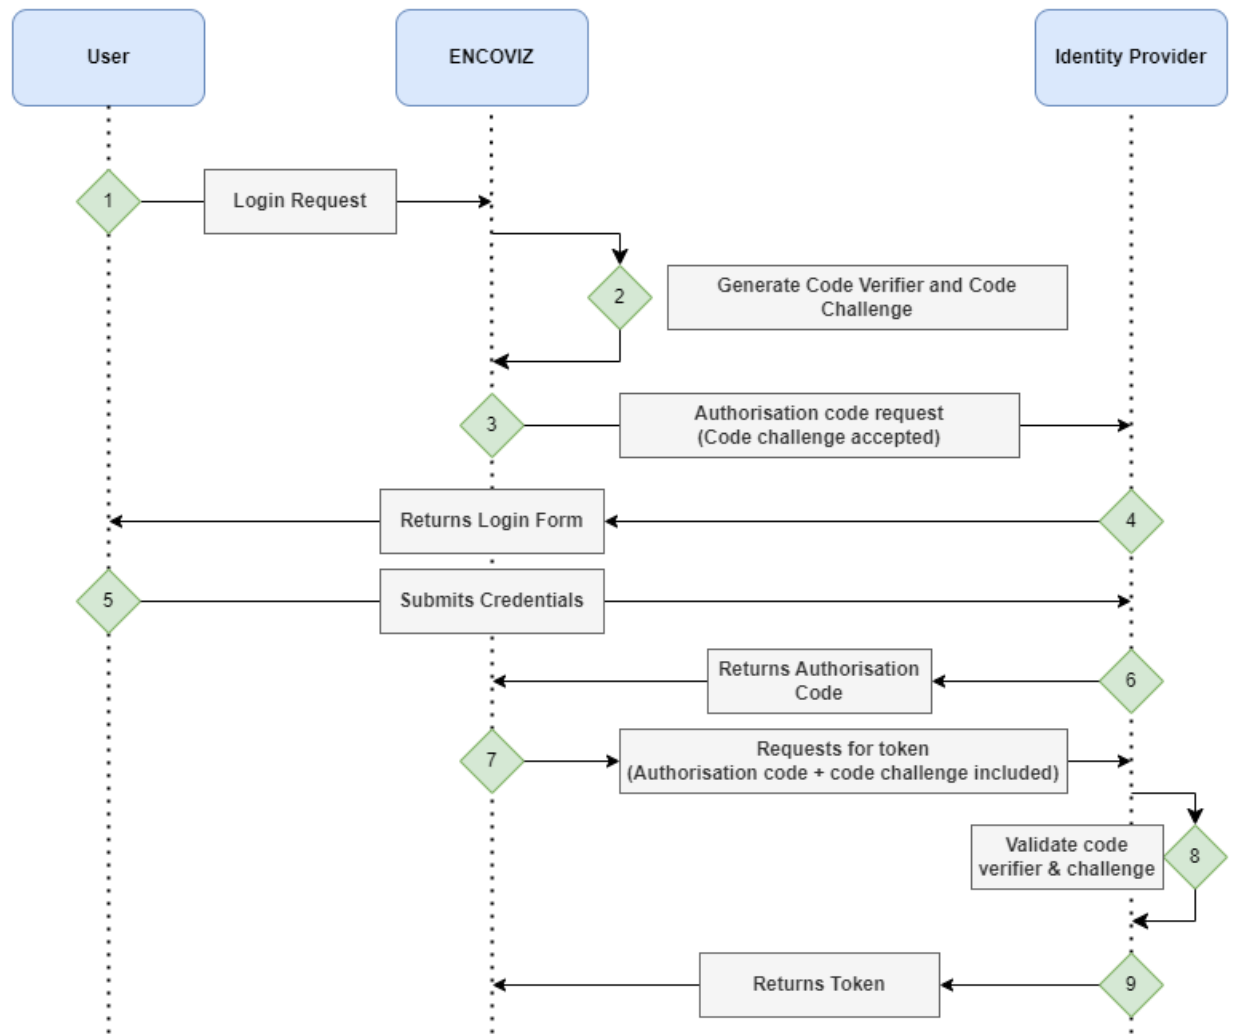 User
ENCOVIZ
Identity Provider
1
Login Request
2
Generate Code Verifier and Code
Challenge
3
Authorisation code request
(Code challenge accepted)
Returns Login Form
4
5
Submits Credentials
Returns Authorisation
Code
6
7
Requests for token
(Authorisation code + code challenge included)
Validate code
verifier & challenge
8
Returns Token
9